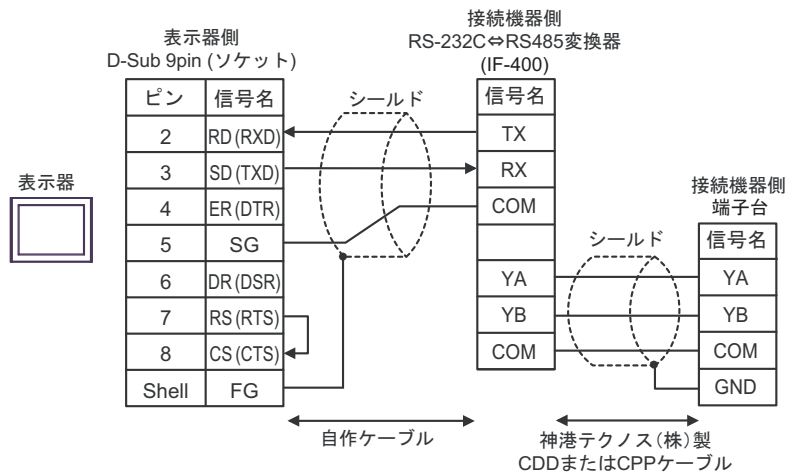 表示器側
D-Sub 9pin (ソケット)
接続機器側
RS-232C⇔RS485変換器
(IF-400)
ピン 信号名
2 RD (RXD)
3 SD (TXD)
4 ER (DTR)
5 SG
6 DR (DSR)
7 RS (RTS)
8 CS (CTS)
Shell FG
表示器
シールド
信号名
TX
RX
COM
YA
YB
COM
シールド
接続機器側
端子台
信号名
YA
YB
COM
GND
自作ケーブル
神港テクノス(株)製
CDDまたはCPPケーブル